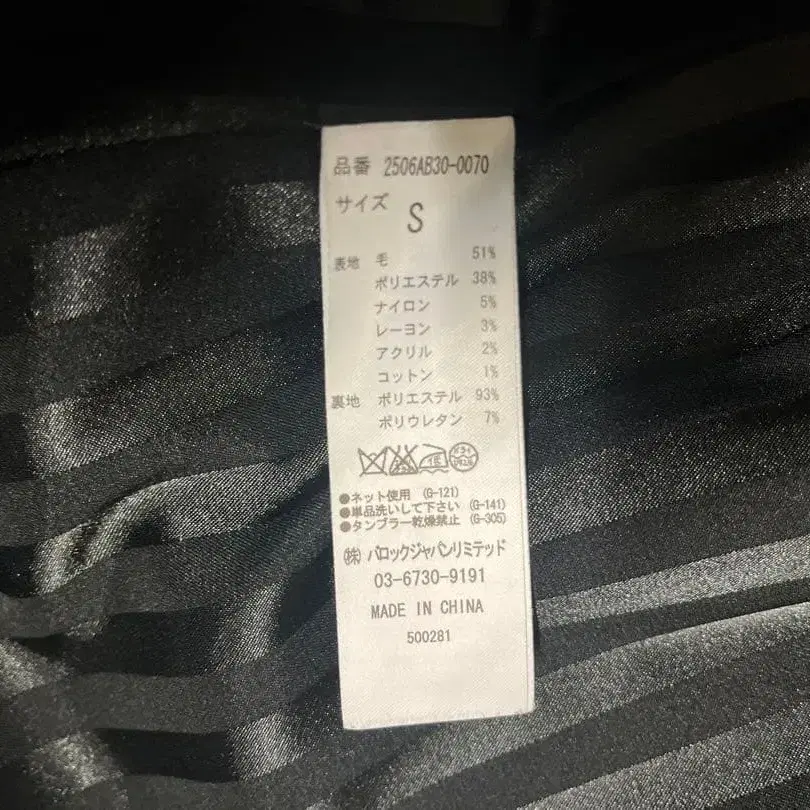 品番 2506AB30-0070
サイズ S
表地 毛 51%
ポリエステル 38%
ナイロン 5%
レーヨン 3%
アクリル 2%
コットン 1%
裏地 ポリエステル 93%
ポリウレタン 7%
●ネット使用 (G-121)
●単品洗いして下さい (G-141)
●タンブラー乾燥禁止 (G-305)
㈱ バロックジャパンリミテッド
03-6730-9191
MADE IN CHINA
500281